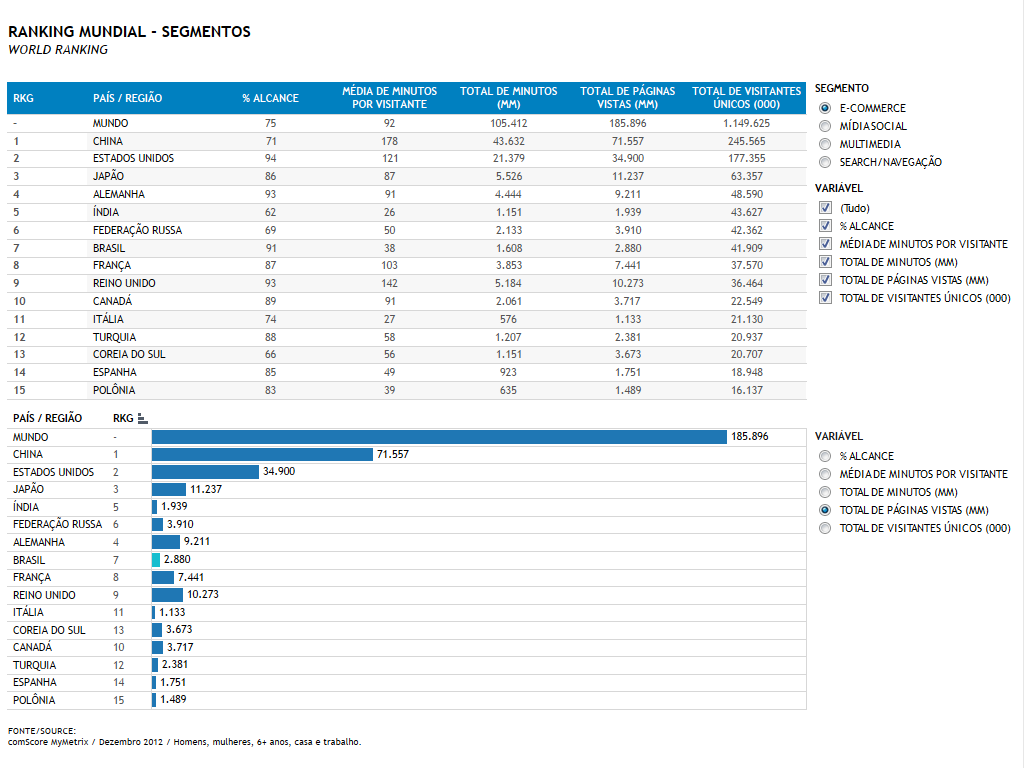 RANKING MUNDIAL - SEGMENTOS
WORLD RANKING
RKG PAÍS / REGIÃO % ALCANCE MÉDIA DE MINUTOS POR VISITANTE TOTAL DE MINUTOS (MM) TOTAL DE PÁGINAS VISTAS (MM) TOTAL DE VISITANTES ÚNICOS (000)
- MUNDO 75 92 105.412 185.896 1.149.625
1 CHINA 71 178 43.632 71.557 245.565
2 ESTADOS UNIDOS 94 121 21.379 34.900 177.355
3 JAPÃO 86 87 5.526 11.237 63.357
4 ALEMANHA 93 91 4.444 9.211 48.590
5 ÍNDIA 62 26 1.151 1.939 43.627
6 FEDERAÇÃO RUSSA 69 50 2.133 3.910 42.362
7 BRASIL 91 38 1.608 2.880 41.909
8 FRANÇA 87 103 3.853 7.441 37.570
9 REINO UNIDO 93 142 5.184 10.273 36.464
10 CANADÁ 89 91 2.061 3.717 22.549
11 ITÁLIA 74 27 576 1.133 21.130
12 TURQUIA 88 58 1.207 2.381 20.937
13 COREIA DO SUL 66 56 1.151 3.673 20.707
14 ESPANHA 85 49 923 1.751 18.948
15 POLÔNIA 83 39 635 1.489 16.137
SEGMENTO
E-COMMERCE
MÍDIA SOCIAL
MULTIMEDIA
SEARCH/NAVEGAÇÃO
VARIÁVEL
(Tudo)
% ALCANCE
MÉDIA DE MINUTOS POR VISITANTE
TOTAL DE MINUTOS (MM)
TOTAL DE PÁGINAS VISTAS (MM)
TOTAL DE VISITANTES ÚNICOS (000)
PAÍS / REGIÃO RKG
MUNDO - 185.896
CHINA 1 71.557
ESTADOS UNIDOS 2 34.900
JAPÃO 3 11.237
ÍNDIA 5 1.939
FEDERAÇÃO RUSSA 6 3.910
ALEMANHA 4 9.211
BRASIL 7 2.880
FRANÇA 8 7.441
REINO UNIDO 9 10.273
ITÁLIA 11 1.133
COREIA DO SUL 13 3.673
CANADÁ 10 3.717
TURQUIA 12 2.381
ESPANHA 14 1.751
POLÔNIA 15 1.489
VARIÁVEL
% ALCANCE
MÉDIA DE MINUTOS POR VISITANTE
TOTAL DE MINUTOS (MM)
TOTAL DE PÁGINAS VISTAS (MM)
TOTAL DE VISITANTES ÚNICOS (000)
FONTE/SOURCE:
comScore MyMetrix / Dezembro 2012 / Homens, mulheres, 6+ anos, casa e trabalho.